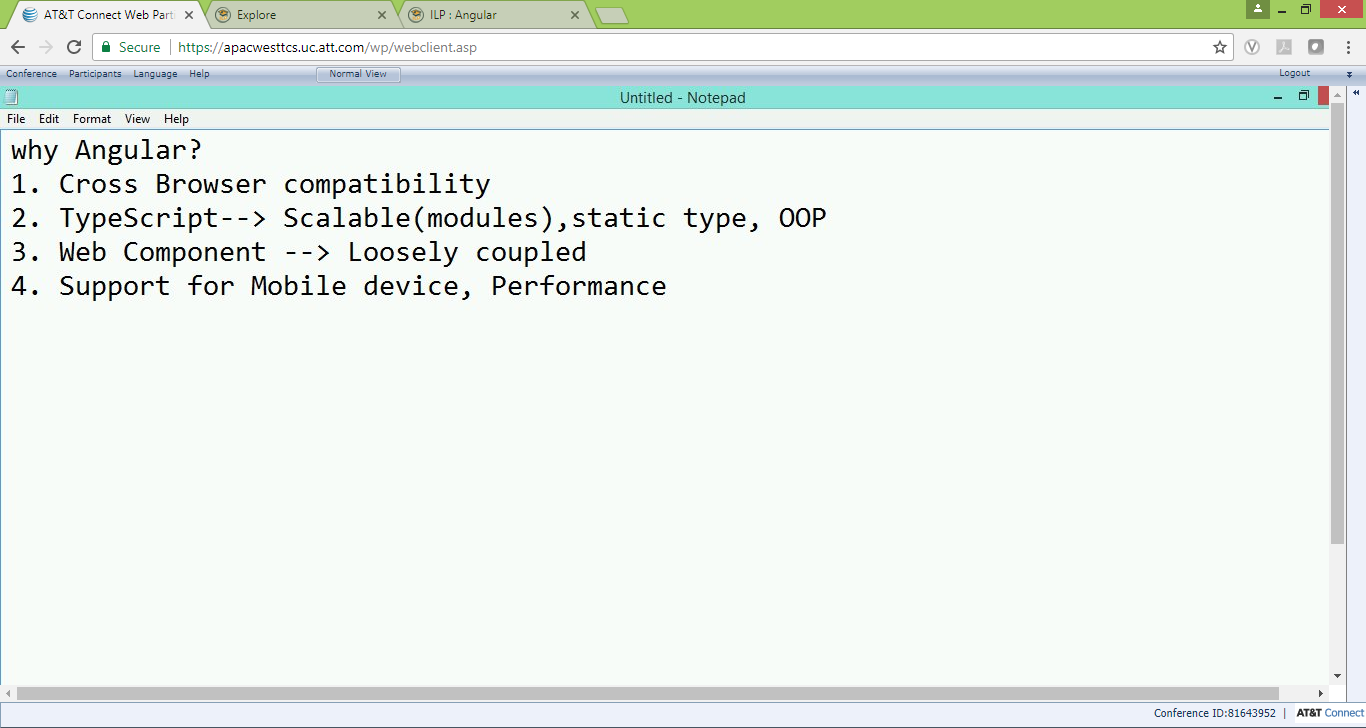 AT&T Connect Web Part
Explore
ILP : Angular
Secure
https://apacwesttcs.uc.att.com/wp/webclient.asp
Conference Participants Language Help Normal View Logout
Untitled - Notepad
File Edit Format View Help
why Angular?
1. Cross Browser compatibility
2. TypeScript--> Scalable(modules),static type, OOP
3. Web Component --> Loosely coupled
4. Support for Mobile device, Performance
Conference ID:81643952 | AT&T Connect